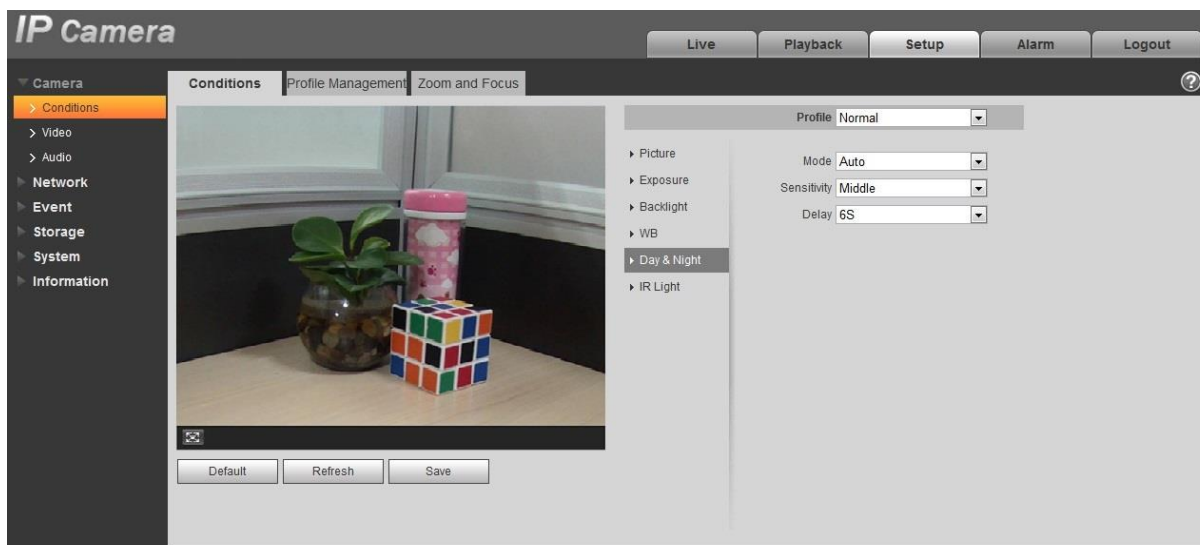 IP Camera
Live Playback Setup Alarm Logout
Camera
Conditions
Video
Audio
Network
Event
Storage
System
Information
Conditions Profile Management Zoom and Focus
?
Profile Normal
Picture
Exposure
Backlight
WB
Day & Night
IR Light
Mode Auto
Sensitivity Middle
Delay 6S
Default Refresh Save